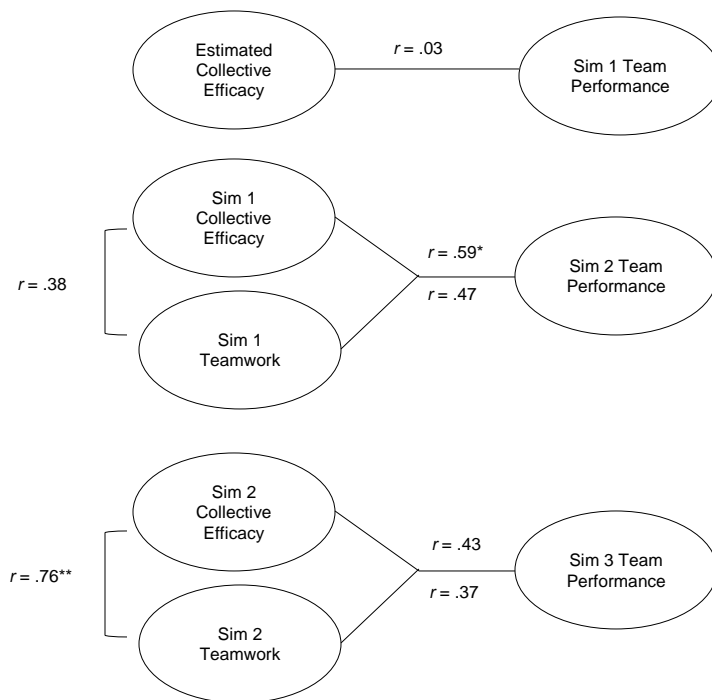 Estimated
Collective
Efficacy
r = .03
Sim 1 Team
Performance
Sim 1
Collective
Efficacy
r = .38
r = .59*
r = .47
Sim 2 Team
Performance
Sim 1
Teamwork
Sim 2
Collective
Efficacy
r = .76**
r = .43
r = .37
Sim 3 Team
Performance
Sim 2
Teamwork